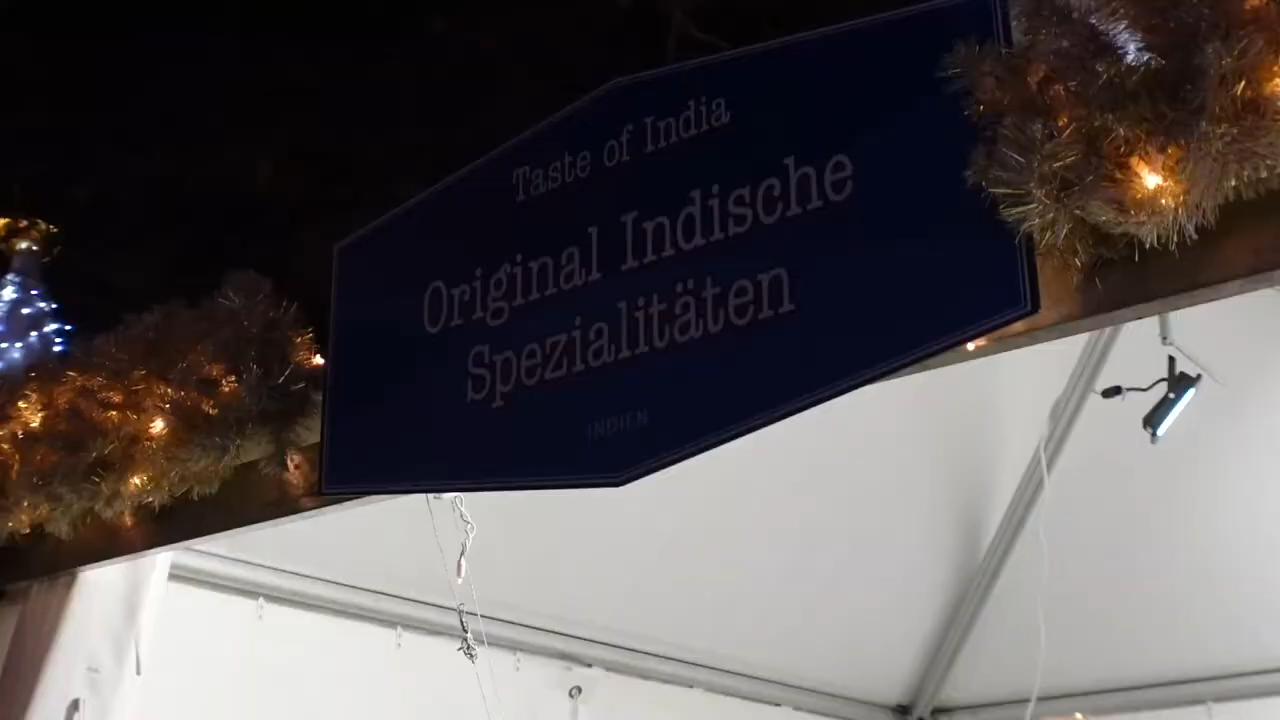 Taste of India
Original Indische
Spezialitäten
INDIEN